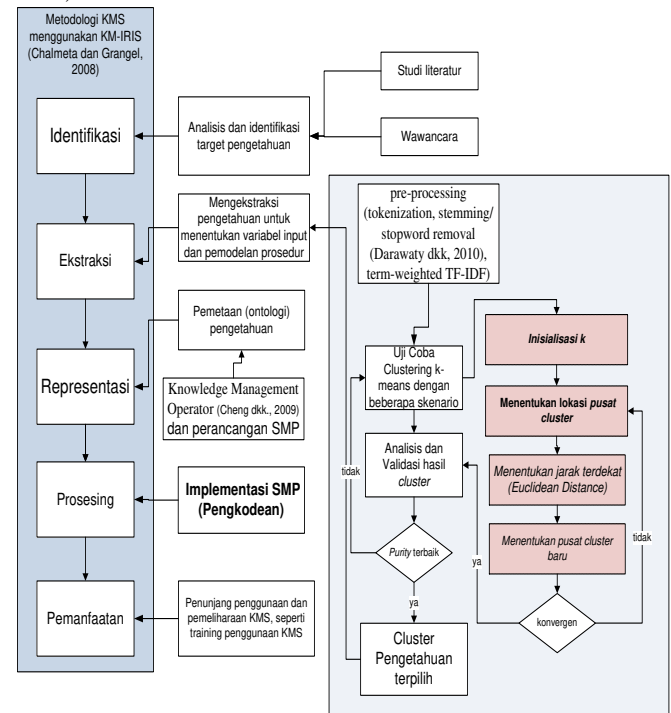 Metodologi KMS
menggunakan KM-IRIS
(Chalmeta dan Grangel,
2008)
Identifikasi
Ekstraksi
Representasi
Prosesing
Pemanfaatan
Analisis dan identifikasi
target pengetahuan
Studi literatur
Wawancara
Mengekstraksi
pengetahuan untuk
menentukan variabel input
dan pemodelan prosedur
Pemetaan (ontologi)
pengetahuan
Knowledge Management
Operator (Cheng dkk., 2009)
dan perancangan SMP
Implementasi SMP
(Pengkodean)
Penunjang penggunaan dan
pemeliharaan KMS, seperti
training penggunaan KMS
pre-processing
(tokenization, stemming/
stopword removal
(Darawaty dkk, 2010),
term-weighted TF-IDF)
Uji Coba
Clustering k-
means dengan
beberapa skenario
Analisis dan
Validasi hasil
cluster
tidak
Purity terbaik
ya
Cluster
Pengetahuan
terpilih
Inisialisasi k
Menentukan lokasi pusat
cluster
Menentukan jarak terdekat
(Euclidean Distance)
Menentukan pusat cluster
baru
tidak
ya
konvergen